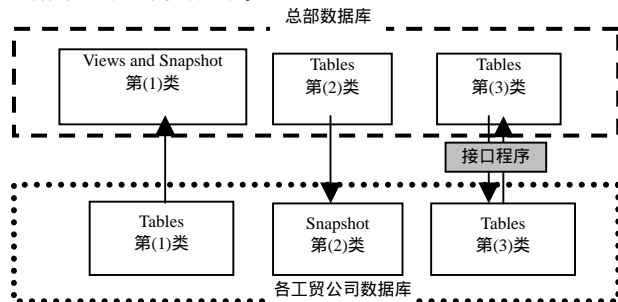 总部数据库
Views and Snapshot
第(1)类
Tables
第(2)类
Tables
第(3)类
接口程序
Tables
第(1)类
Snapshot
第(2)类
Tables
第(3)类
各工贸公司数据库